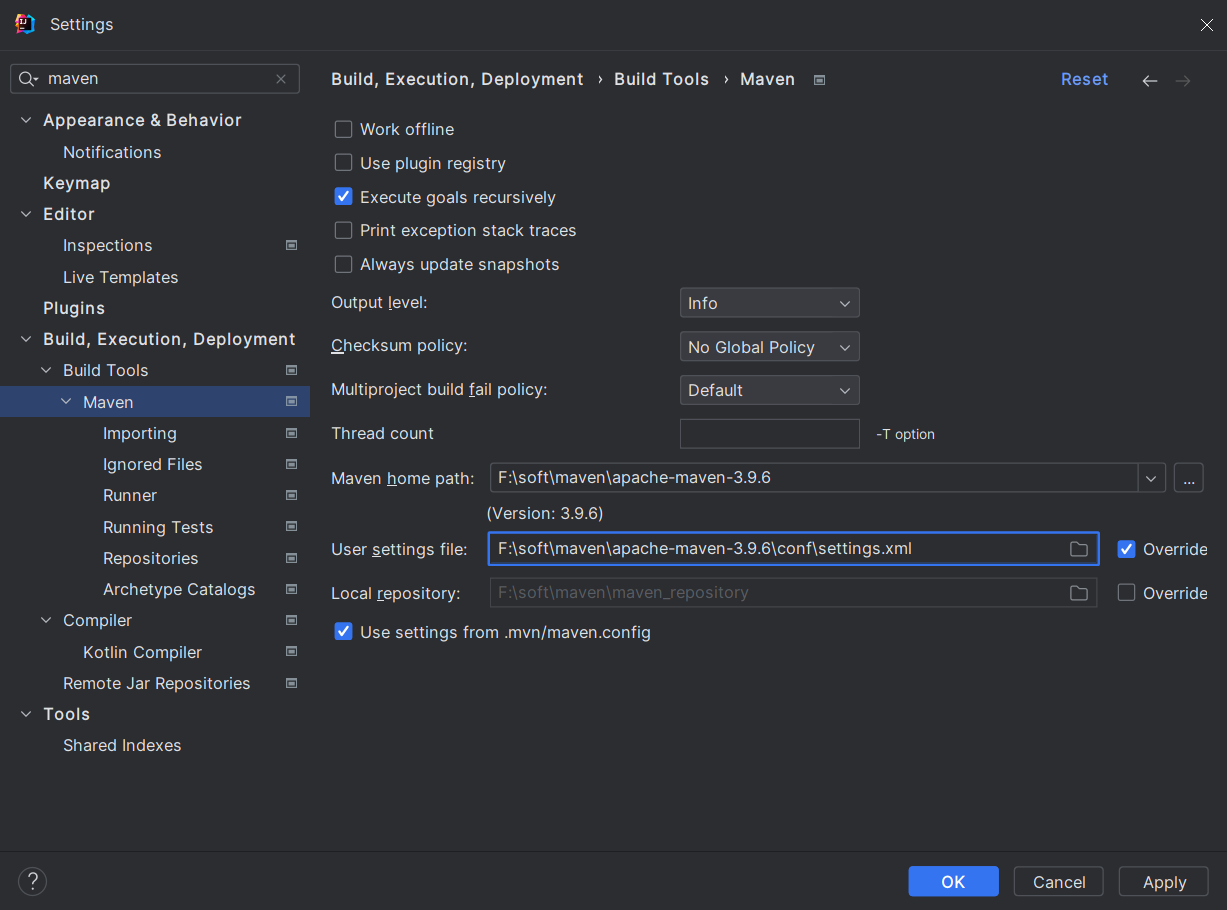 Settings
maven
Build, Execution, Deployment › Build Tools › Maven
Reset
Appearance & Behavior
Notifications
Keymap
Editor
Inspections
Live Templates
Plugins
Build, Execution, Deployment
Build Tools
Maven
Importing
Ignored Files
Runner
Running Tests
Repositories
Archetype Catalogs
Compiler
Kotlin Compiler
Remote Jar Repositories
Tools
Shared Indexes
Work offline
Use plugin registry
Execute goals recursively
Print exception stack traces
Always update snapshots
Output level: Info
Checksum policy: No Global Policy
Multiproject build fail policy: Default
Thread count -T option
Maven home path: F:\soft\maven\apache-maven-3.9.6 ...
(Version: 3.9.6)
User settings file: F:\soft\maven\apache-maven-3.9.6\conf\settings.xml Override
Local repository: F:\soft\maven\maven_repository Override
Use settings from .mvn/maven.config
? OK Cancel Apply